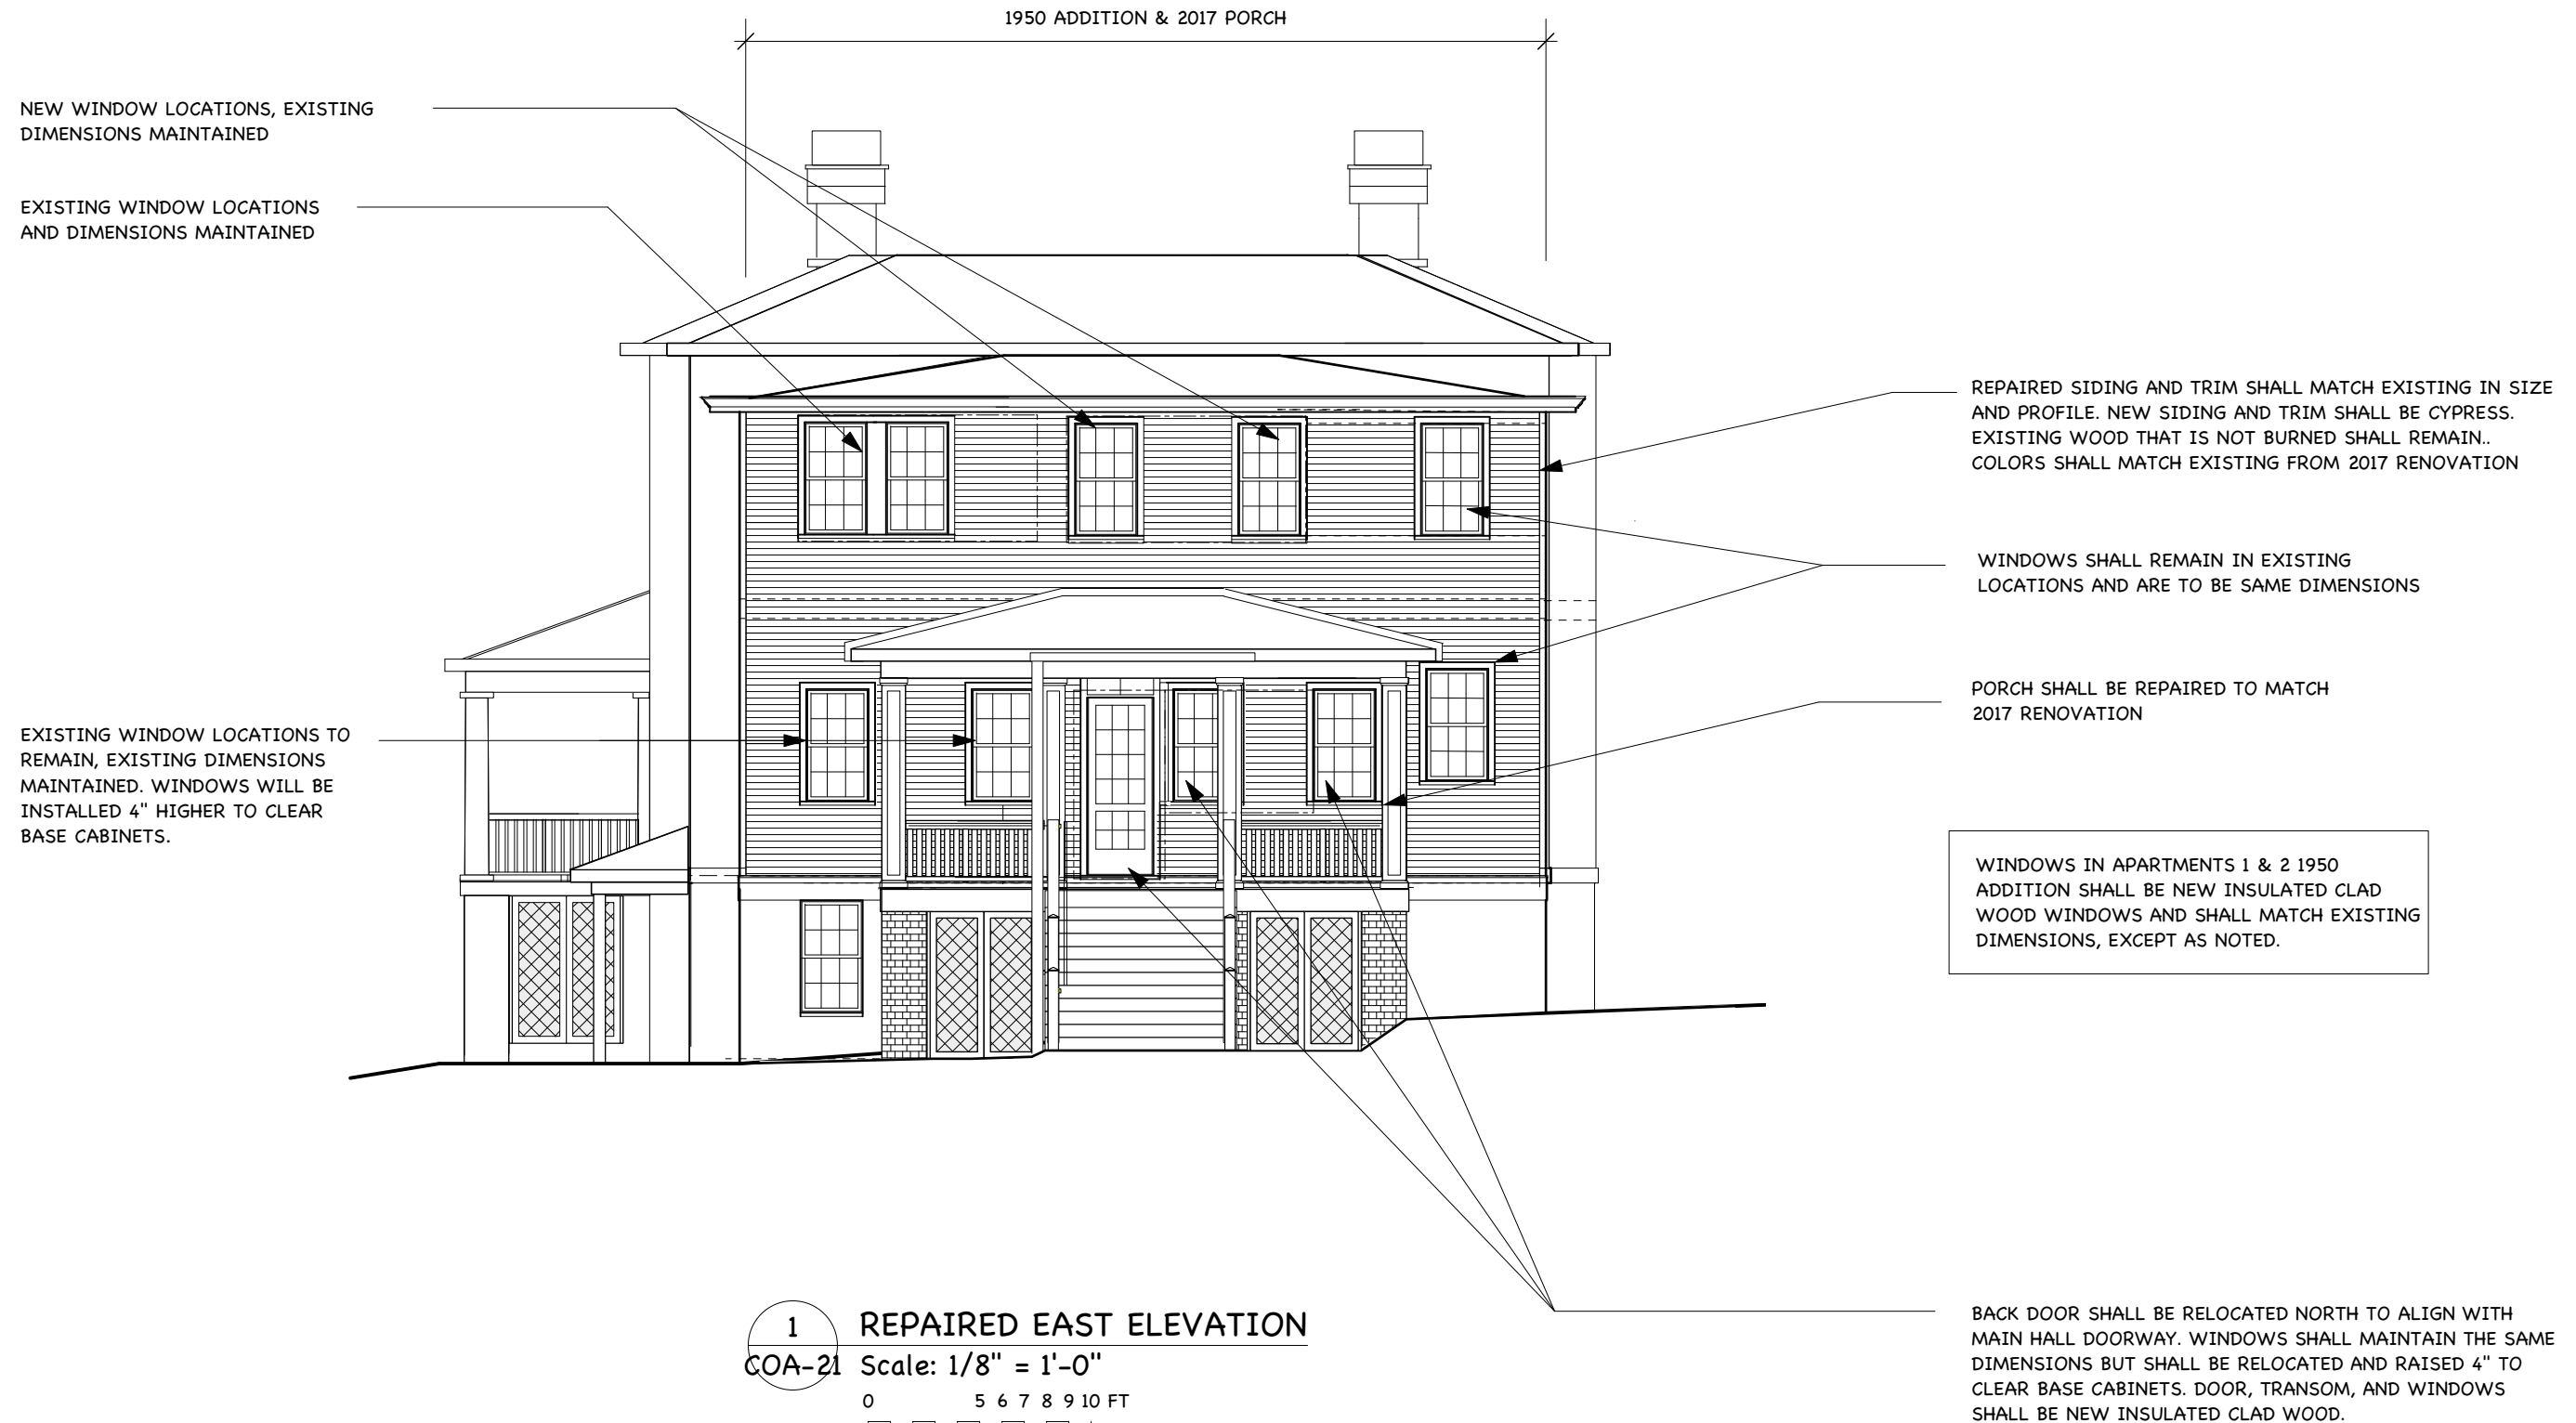 1950 ADDITION & 2017 PORCH
NEW WINDOW LOCATIONS, EXISTING
DIMENSIONS MAINTAINED
EXISTING WINDOW LOCATIONS
AND DIMENSIONS MAINTAINED
REPAIRED SIDING AND TRIM SHALL MATCH EXISTING IN SIZE
AND PROFILE. NEW SIDING AND TRIM SHALL BE CYPRESS.
EXISTING WOOD THAT IS NOT BURNED SHALL REMAIN..
COLORS SHALL MATCH EXISTING FROM 2017 RENOVATION
WINDOWS SHALL REMAIN IN EXISTING
LOCATIONS AND ARE TO BE SAME DIMENSIONS
PORCH SHALL BE REPAIRED TO MATCH
2017 RENOVATION
EXISTING WINDOW LOCATIONS TO
REMAIN, EXISTING DIMENSIONS
MAINTAINED. WINDOWS WILL BE
INSTALLED 4" HIGHER TO CLEAR
BASE CABINETS.
WINDOWS IN APARTMENTS 1 & 2 1950
ADDITION SHALL BE NEW INSULATED CLAD
WOOD WINDOWS AND SHALL MATCH EXISTING
DIMENSIONS, EXCEPT AS NOTED.
1
COA-21
REPAIRED EAST ELEVATION
Scale: 1/8" = 1'-0"
0 5 6 7 8 9 10 FT
BACK DOOR SHALL BE RELOCATED NORTH TO ALIGN WITH
MAIN HALL DOORWAY. WINDOWS SHALL MAINTAIN THE SAME
DIMENSIONS BUT SHALL BE RELOCATED AND RAISED 4" TO
CLEAR BASE CABINETS. DOOR, TRANSOM, AND WINDOWS
SHALL BE NEW INSULATED CLAD WOOD.